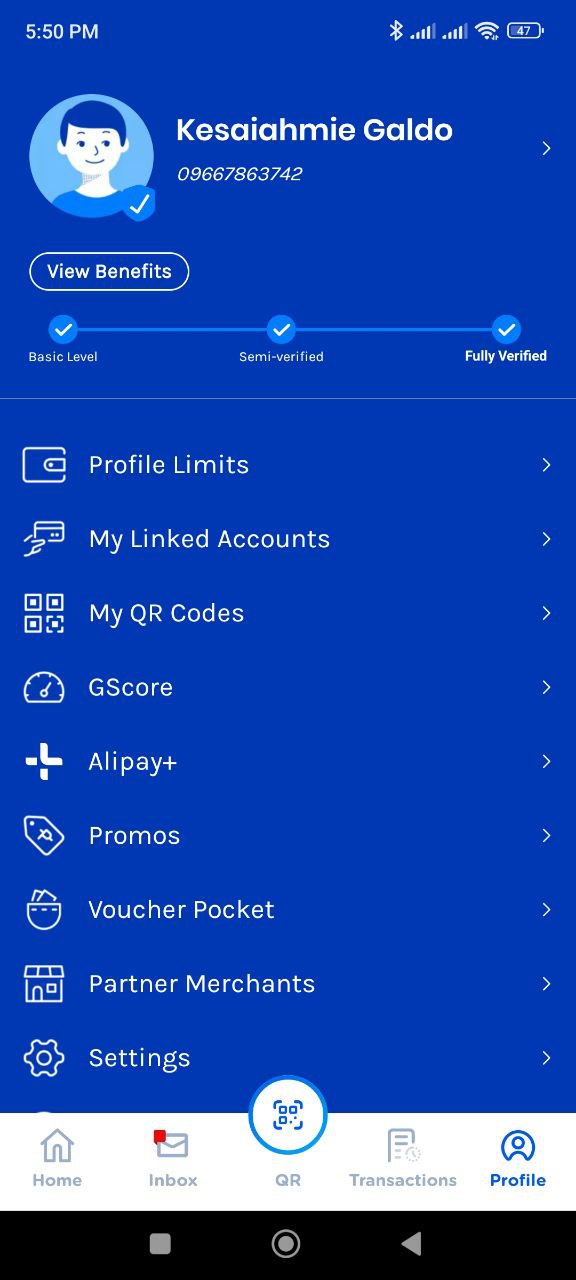 5:50 PM
47
Kesaiahmie Galdo
09667863742
View Benefits
Basic Level
Semi-verified
Fully Verified
Profile Limits
My Linked Accounts
My QR Codes
GScore
Alipay+
Promos
Voucher Pocket
Partner Merchants
Settings
Home
Inbox
QR
Transactions
Profile